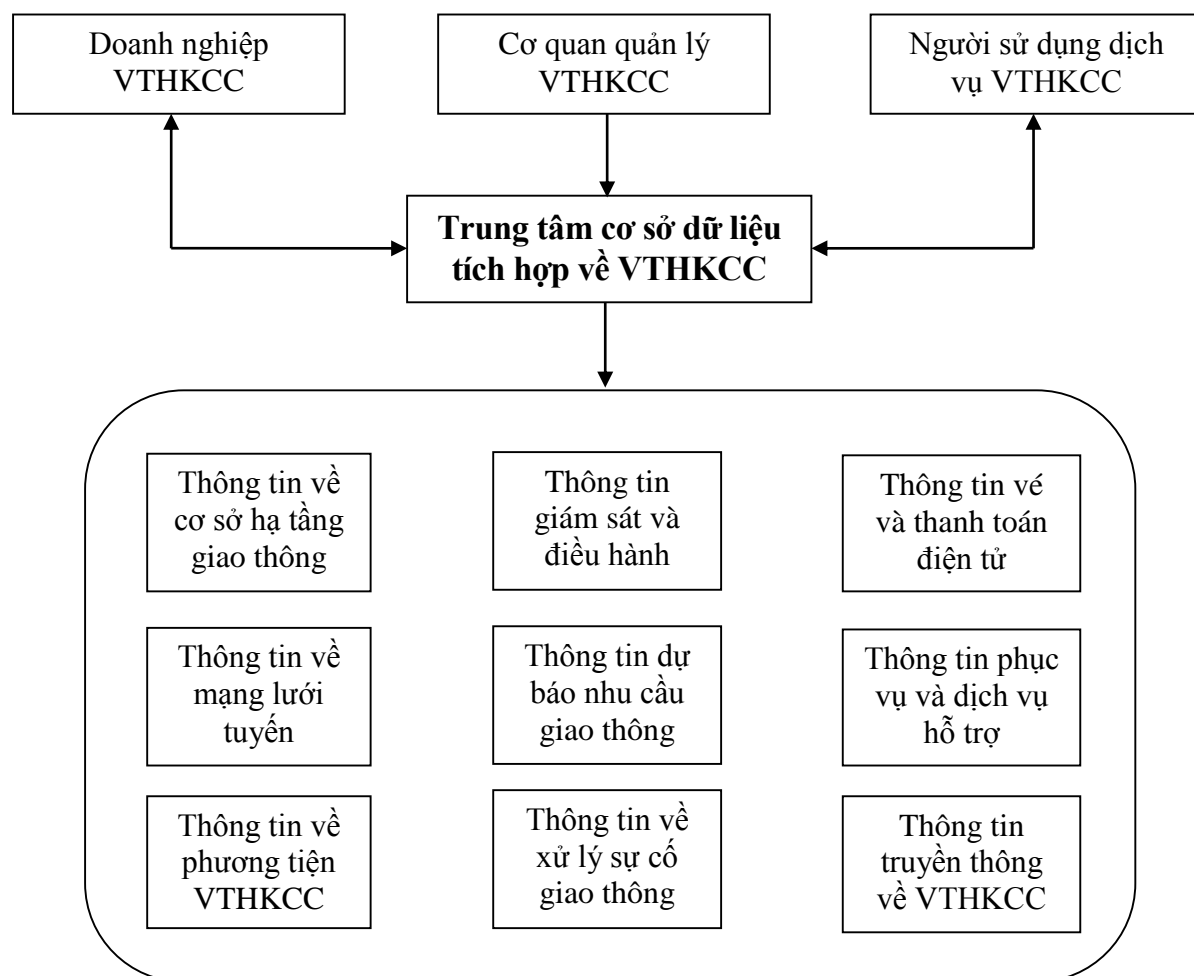 Doanh nghiệp
VTHKCC
Cơ quan quản lý
VTHKCC
Người sử dụng dịch
vụ VTHKCC
Trung tâm cơ sở dữ liệu
tích hợp về VTHKCC
Thông tin về
cơ sở hạ tầng
giao thông
Thông tin
giám sát và
điều hành
Thông tin vé
và thanh toán
điện tử
Thông tin về
mạng lưới
tuyến
Thông tin dự
báo nhu cầu
giao thông
Thông tin phục
vụ và dịch vụ
hỗ trợ
Thông tin về
phương tiện
VTHKCC
Thông tin về
xử lý sự cố
giao thông
Thông tin
truyền thông
về VTHKCC